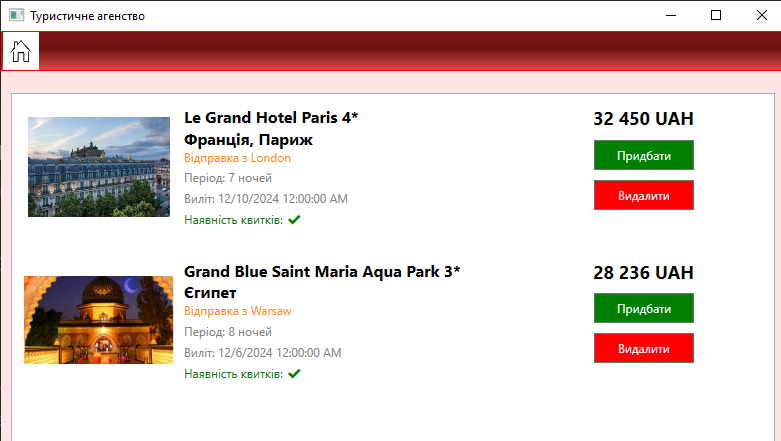 Туристичне агенство
Le Grand Hotel Paris 4*
Франція, Париж
Відправка з London
Період: 7 ночей
Виліт: 12/10/2024 12:00:00 AM
Наявність квитків:
32 450 UAH
Придбати
Видалити
Grand Blue Saint Maria Aqua Park 3*
Єгипет
Відправка з Warsaw
Період: 8 ночей
Виліт: 12/6/2024 12:00:00 AM
Наявність квитків:
28 236 UAH
Придбати
Видалити